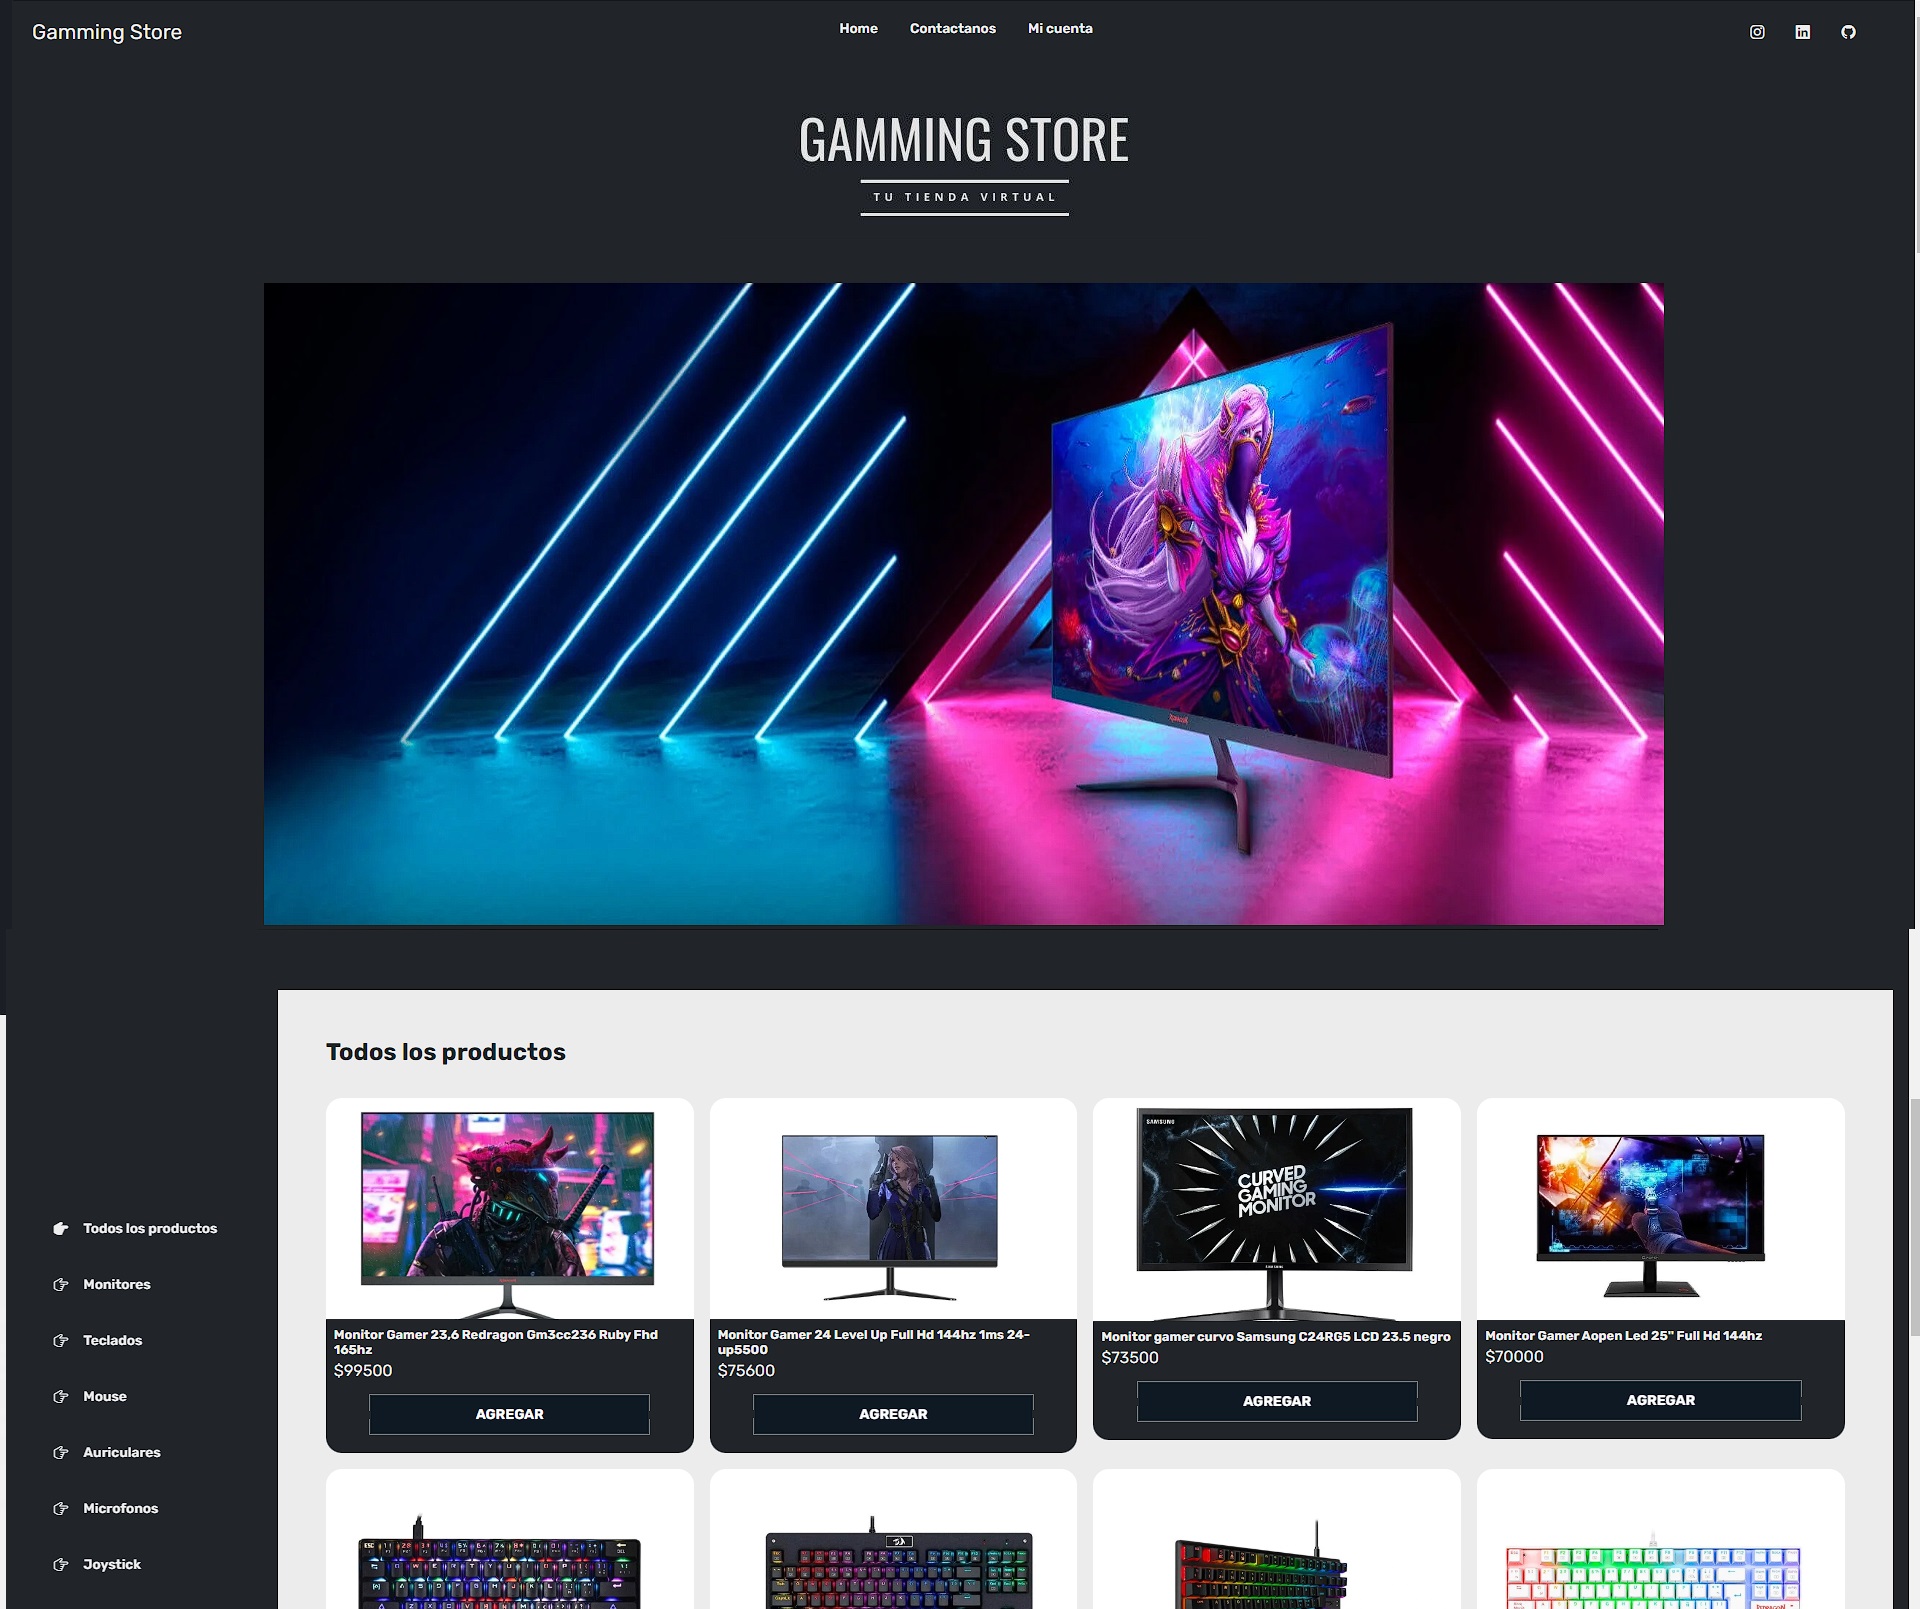 Gamming Store
Home
Contactanos
Mi cuenta
GAMMING STORE
TU TIENDA VIRTUAL
Todos los productos
Monitores
Teclados
Mouse
Auriculares
Microfonos
Joystick
Todos los productos
SAMSUNG
CURVED
GAMING
MONITOR
SAMSUNG
Monitor Gamer 23,6 Redragon Gm3cc236 Ruby Fhd
165hz
$99500
AGREGAR
Monitor Gamer 24 Level Up Full Hd 144hz 1ms 24-
up5500
$75600
AGREGAR
Monitor gamer curvo Samsung C24RG5 LCD 23.5 negro
$73500
AGREGAR
Monitor Gamer Aopen Led 25" Full Hd 144hz
$70000
AGREGAR